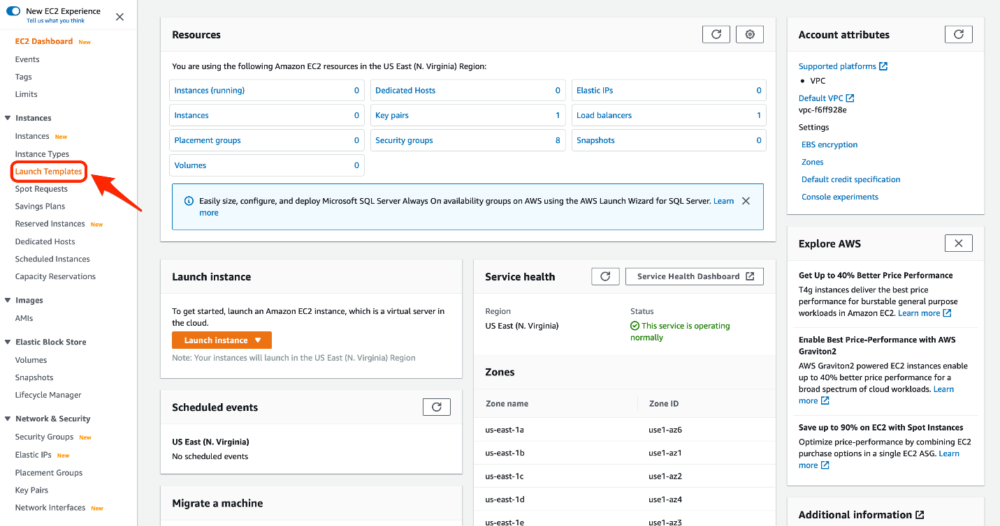 New EC2 Experience
Tell us what you think
EC2 Dashboard New
Events
Tags
Limits
Instances
Instances New
Instance Types
Launch Templates
Spot Requests
Savings Plans
Reserved Instances New
Dedicated Hosts
Scheduled Instances
Capacity Reservations
Images
AMIs
Elastic Block Store
Volumes
Snapshots
Lifecycle Manager
Network & Security
Security Groups New
Elastic IPs New
Placement Groups
Key Pairs
Network Interfaces New
Resources
You are using the following Amazon EC2 resources in the US East (N. Virginia) Region:
Instances (running) 0 Dedicated Hosts 0 Elastic IPs 0
Instances 0 Key pairs 1 Load balancers 1
Placement groups 0 Security groups 8 Snapshots 0
Volumes 0
Easily size, configure, and deploy Microsoft SQL Server Always On availability groups on AWS using the AWS Launch Wizard for SQL Server. Learn
more
Launch instance
To get started, launch an Amazon EC2 instance, which is a virtual server in
the cloud.
Launch instance
Note: Your instances will launch in the US East (N. Virginia) Region
Scheduled events
US East (N. Virginia)
No scheduled events
Migrate a machine
Service health
Service Health Dashboard
Region Status
US East (N. Virginia) This service is operating
normally
Zones
Zone name Zone ID
us-east-1a use1-az6
us-east-1b use1-az1
us-east-1c use1-az2
us-east-1d use1-az4
us-east-1e use1-az3
Account attributes
Supported platforms
• VPC
Default VPC
vpc-f6ff928e
Settings
EBS encryption
Zones
Default credit specification
Console experiments
Explore AWS
Get Up to 40% Better Price Performance
T4g instances deliver the best price
performance for burstable general purpose
workloads in Amazon EC2. Learn more
Enable Best Price-Performance with AWS
Graviton2
AWS Graviton2 powered EC2 instances enable
up to 40% better price performance for a
broad spectrum of cloud workloads. Learn
more
Save up to 90% on EC2 with Spot Instances
Optimize price-performance by combining EC2
purchase options in a single EC2 ASG. Learn
more
Additional information